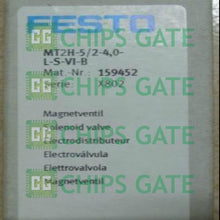 FESTO
MT2H-5/2-4,0-
L-S-VI-B
Mat.-Nr.: 159452
Serie: X802
Magnetventil
Solenoid valve
Electrodistributeur
Electroválvula
Elettrovalvola
Magnetventil
CHIPS GATE
CHIPS GATE
CHIPS GATE
CHIPS GATE